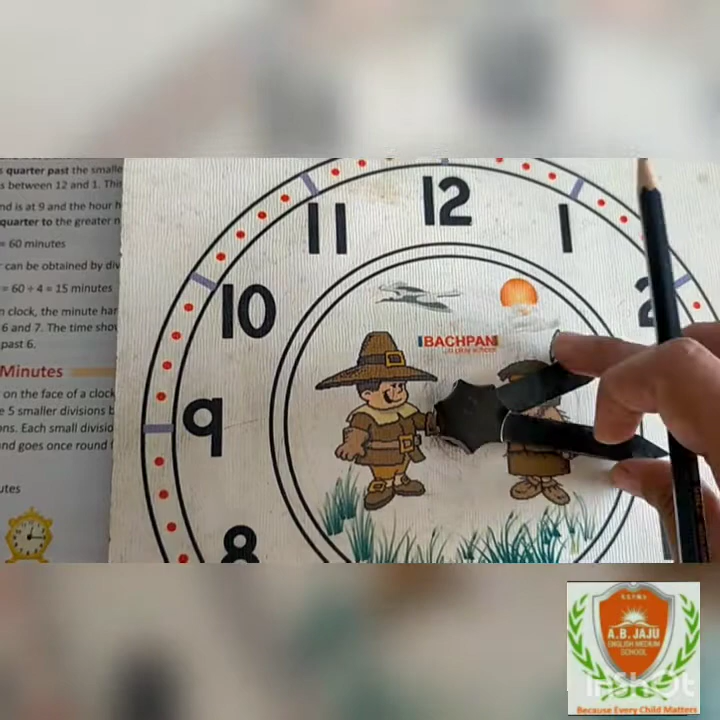 quarter past the smalle
s between 12 and 1. Thi
nd is at 9 and the hour h
quarter to the greater n
= 60 minutes
can be obtained by div
= 60 ÷ 4 = 15 minutes
n clock, the minute har
6 and 7. The time show
past 6.
Minutes
on the face of a clock
e 5 smaller divisions b
ns. Each small divisio
nd goes once round
utes
12
11
1
10
2
9
8
BACHPAN
...a play school
A.B. JAJU
ENGLISH MEDIUM
SCHOOL
InShOt
Because Every Child Matters